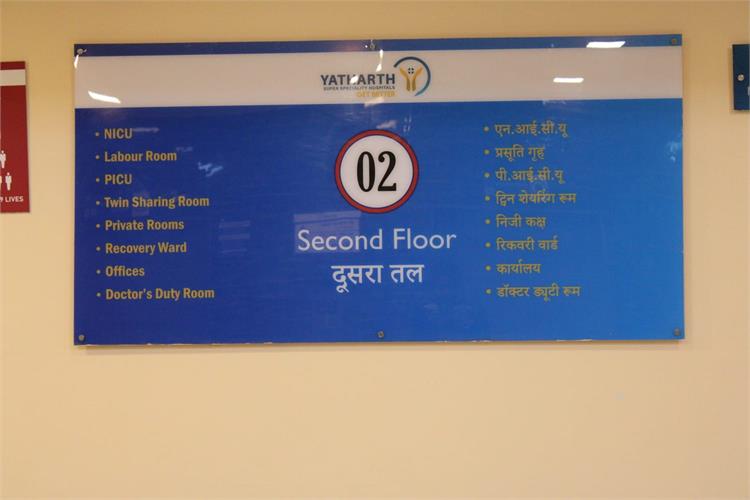 YATHARTH
SUPER SPECIALITY HOSPITALS
GET BETTER
• NICU
• Labour Room
• PICU
• Twin Sharing Room
• Private Rooms
• Recovery Ward
• Offices
• Doctor's Duty Room
02
Second Floor
दूसरा तल
• एन.आई.सी.यू
• प्रसूति गृह
• पी.आई.सी.यू
• ट्विन शेयरिंग रूम
• निजी कक्ष
• रिकवरी वार्ड
• कार्यालय
• डॉक्टर ड्यूटी रूम
LIVES